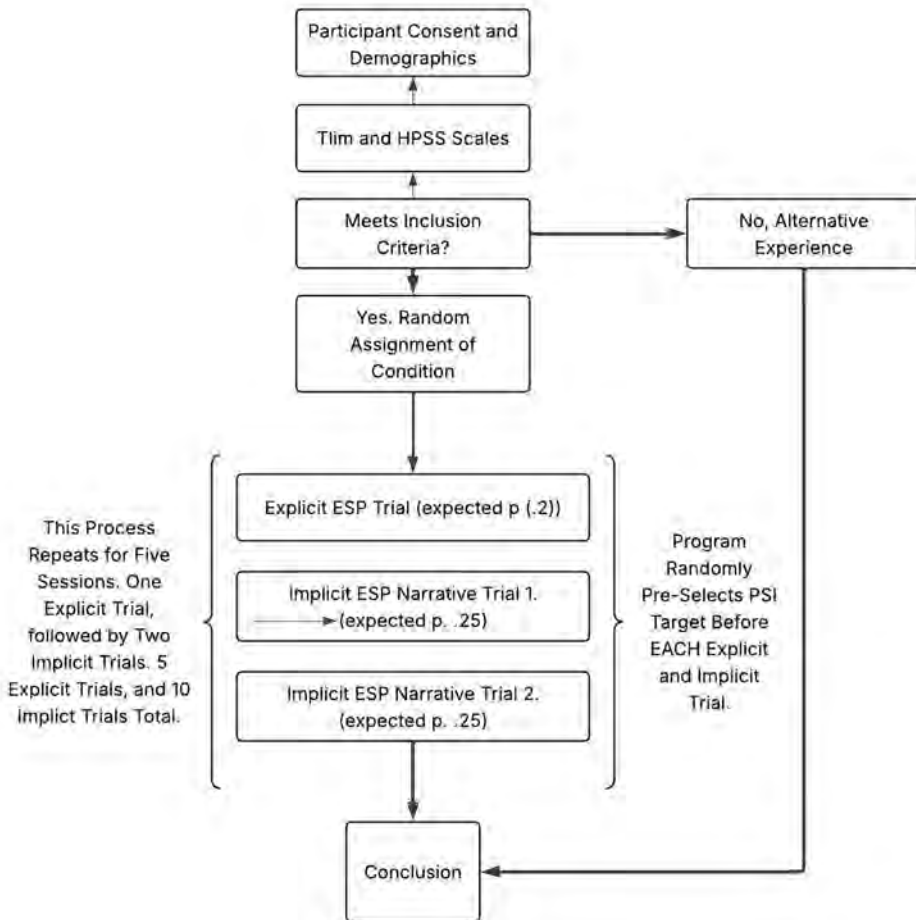 Participant Consent and
Demographics
Tlim and HPSS Scales
Meets Inclusion
Criteria?
No, Alternative
Experience
Yes. Random
Assignment of
Condition
Explicit ESP Trial (expected p (.2))
This Process
Repeats for Five
Sessions. One
Explicit Trial,
followed by Two
Implicit Trials. 5
Explicit Trials, and 10
Implict Trials Total.
Implicit ESP Narrative Trial 1.
(expected p. .25)
Implicit ESP Narrative Trial 2.
(expected p. .25)
Program
Randomly
Pre-Selects PSI
Target Before
EACH Explicit
and Implicit
Trial.
Conclusion